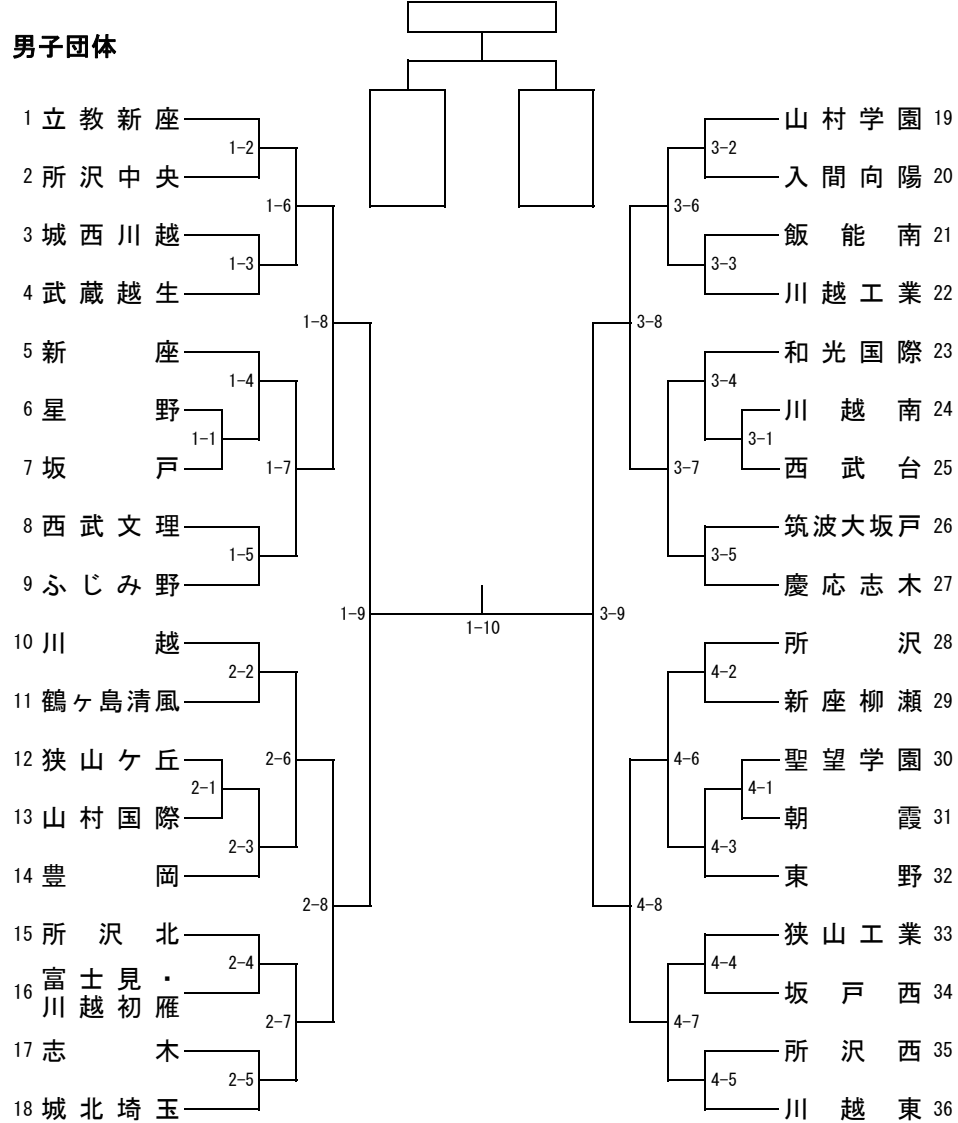 男子団体
1 立教新座
1-2
2 所沢中央
1-6
3 城西川越
1-3
4 武蔵越生
1-8
5 新座
1-4
6 星野
1-1
7 坂戸
1-7
8 西武文理
1-5
9 ふじみ野
1-9
10 川越
2-2
11 鶴ヶ島清風
12 狭山ケ丘
2-6
2-1
13 山村国際
2-3
14 豊岡
2-8
15 所沢北
2-4
16 富士見・
川越初雁
2-7
17 志木
2-5
18 城北埼玉
1-10
山村学園 19
3-2
入間向陽 20
3-6
飯能南 21
3-3
川越工業 22
3-8
和光国際 23
3-4
川越南 24
3-1
西武台 25
3-7
筑波大坂戸 26
3-5
慶応志木 27
3-9
所沢 28
4-2
新座柳瀬 29
聖望学園 30
4-6
4-1
朝霞 31
4-3
東野 32
4-8
狭山工業 33
4-4
坂戸西 34
4-7
所沢西 35
4-5
川越東 36